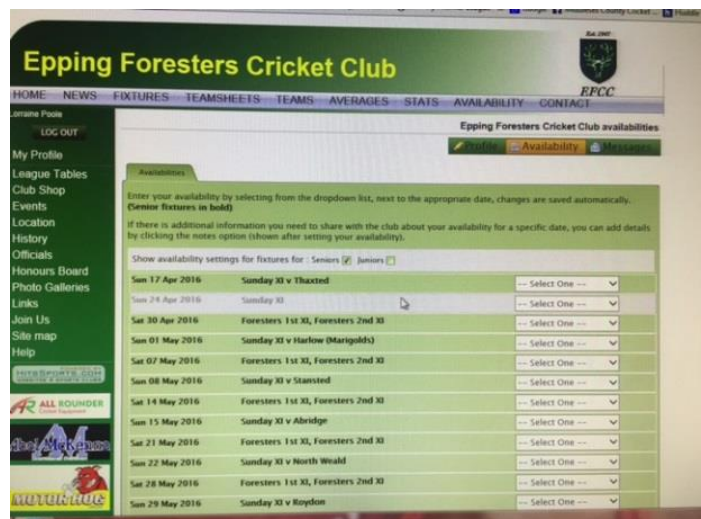 Est. 1947
Epping Foresters Cricket Club
EFCC
HOME NEWS FIXTURES TEAMSHEETS TEAMS AVERAGES STATS AVAILABILITY CONTACT
Lorraine Poole
LOG OUT
Epping Foresters Cricket Club availabilities
Profile Availability Messages
My Profile
League Tables
Club Shop
Events
Location
History
Officials
Honours Board
Photo Galleries
Links
Join Us
Site map
Help
HITSSPORTS.COM
ALL ROUNDER
Cricket Equipment
MOTORHOG
Availabilities
Enter your availability by selecting from the dropdown list, next to the appropriate date, changes are saved automatically.
(Senior fixtures in bold)
If there is additional information you need to share with the club about your availability for a specific date, you can add details
by clicking the notes option (shown after setting your availability).
Show availability settings for fixtures for : Seniors Juniors
Sun 17 Apr 2016 Sunday XI v Thaxted -- Select One --
Sun 24 Apr 2016 Sunday XI -- Select One --
Sat 30 Apr 2016 Foresters 1st XI, Foresters 2nd XI -- Select One --
Sun 01 May 2016 Sunday XI v Harlow (Marigolds) -- Select One --
Sat 07 May 2016 Foresters 1st XI, Foresters 2nd XI -- Select One --
Sun 08 May 2016 Sunday XI v Stansted -- Select One --
Sat 14 May 2016 Foresters 1st XI, Foresters 2nd XI -- Select One --
Sun 15 May 2016 Sunday XI v Abridge -- Select One --
Sat 21 May 2016 Foresters 1st XI, Foresters 2nd XI -- Select One --
Sun 22 May 2016 Sunday XI v North Weald -- Select One --
Sat 28 May 2016 Foresters 1st XI, Foresters 2nd XI -- Select One --
Sun 29 May 2016 Sunday XI v Roydon -- Select One --